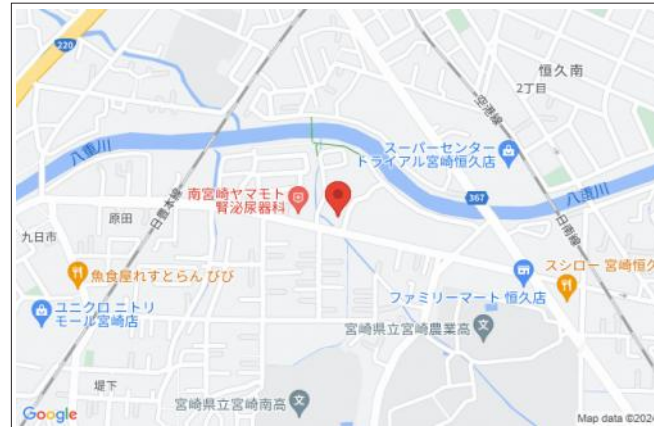 220
恒久南
2丁目
空港線
八重川
スーパーセンター
トライアル宮崎恒久店
日豊本線
南宮崎ヤマモト
腎泌尿器科
367
八重川
原田
日南線
九日市
魚食屋れすとらん びび
スシロー 宮崎恒久
ファミリーマート 恒久店
ユニクロ ニトリ
モール宮崎店
宮崎県立宮崎農業高
堤下
宮崎県立宮崎南高
Google
Map data ©2024